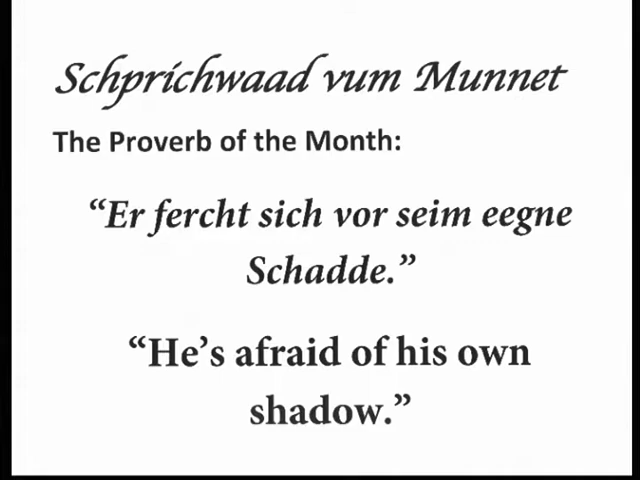 Schprichwaad vum Munnet
The Proverb of the Month:
“Er fercht sich vor seim eegne
Schadde.”
“He’s afraid of his own
shadow.”